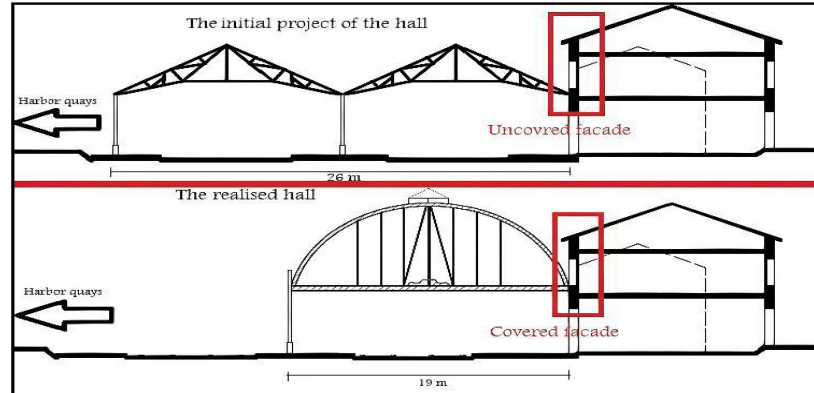 The initial project of the hall
Harbor quays
Uncovred facade
26 m
The realised hall
Harbor quays
Covered facade
19 m